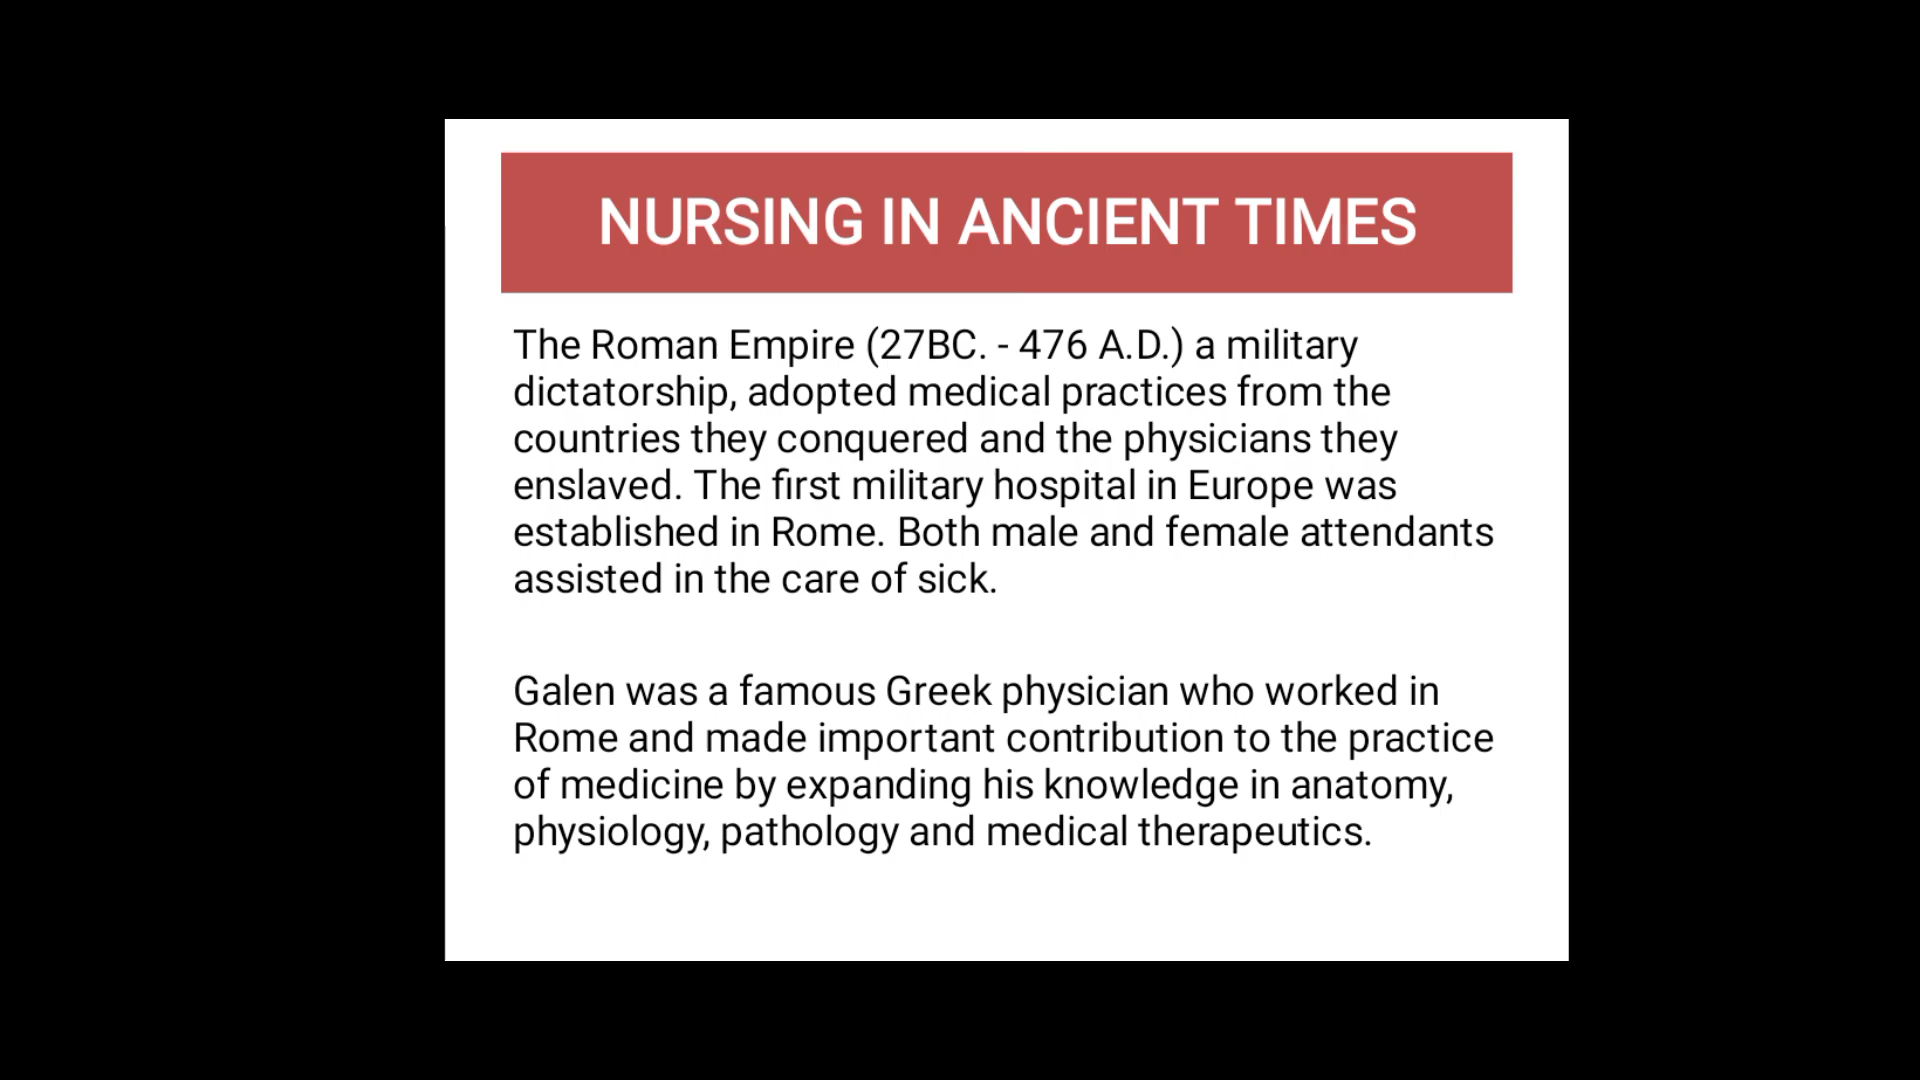 NURSING IN ANCIENT TIMES
The Roman Empire (27BC. - 476 A.D.) a military
dictatorship, adopted medical practices from the
countries they conquered and the physicians they
enslaved. The first military hospital in Europe was
established in Rome. Both male and female attendants
assisted in the care of sick.
Galen was a famous Greek physician who worked in
Rome and made important contribution to the practice
of medicine by expanding his knowledge in anatomy,
physiology, pathology and medical therapeutics.